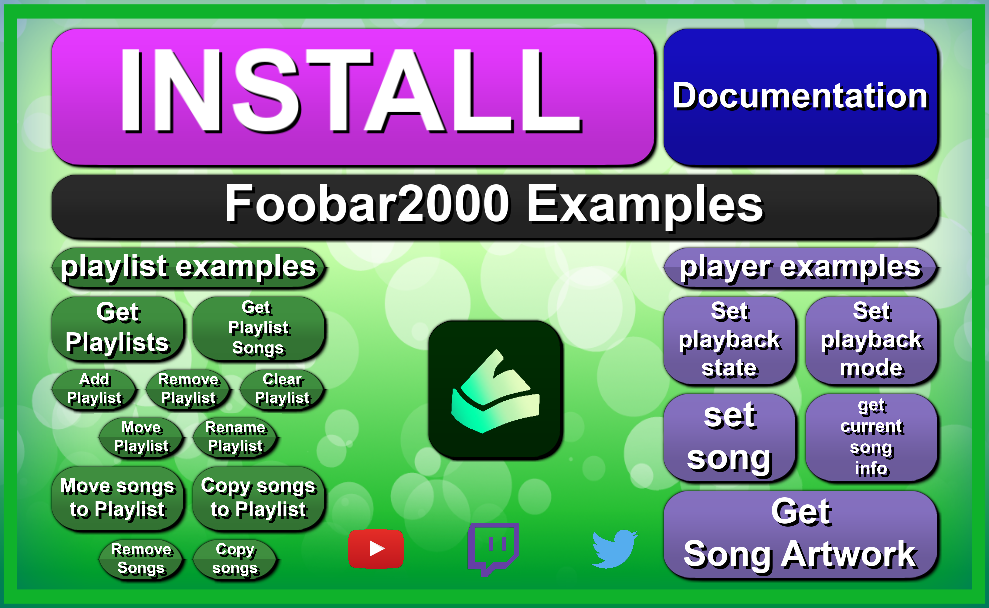 INSTALL
Documentation
Foobar2000 Examples
playlist examples
Get
Playlists
Get
Playlist
Songs
Add
Playlist
Remove
Playlist
Clear
Playlist
Move
Playlist
Rename
Playlist
Move songs
to Playlist
Copy songs
to Playlist
Remove
Songs
Copy
songs
player examples
Set
playback
state
Set
playback
mode
set
song
get
current
song
info
Get
Song Artwork